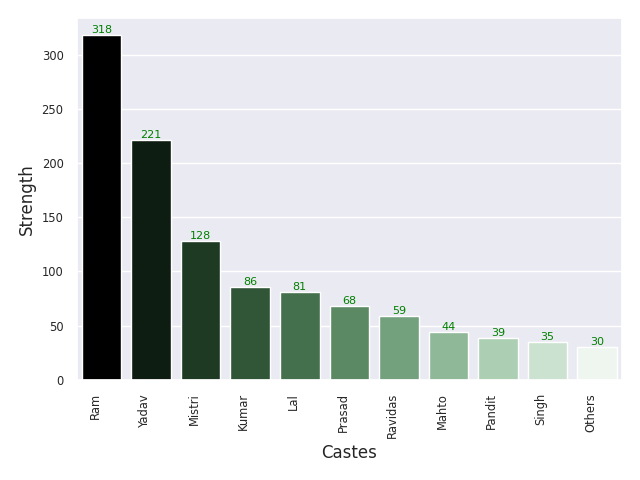 318
221
128
86
81
68
59
44
39
35
30
300
250
200
150
100
50
0
Strength
Ram
Yadav
Mistri
Kumar
Lal
Prasad
Ravidas
Mahto
Pandit
Singh
Others
Castes